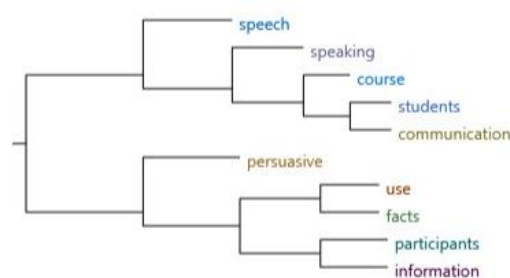 speech
speaking
course
students
communication
persuasive
use
facts
participants
information